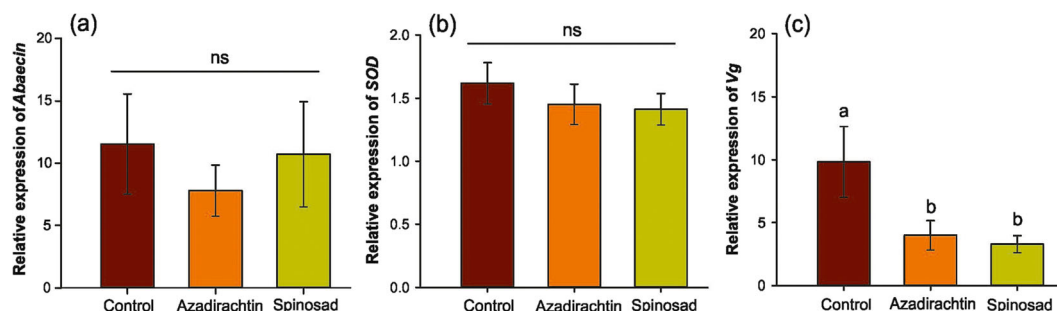 (a)
ns
Relative expression of Abaecin
20
15
10
5
0
Control Azadirachtin Spinosad
(b)
ns
Relative expression of SOD
2.0
1.5
1.0
0.5
0.0
Control Azadirachtin Spinosad
(c)
Relative expression of Vg
20
15
10
5
0
a
b
b
Control Azadirachtin Spinosad